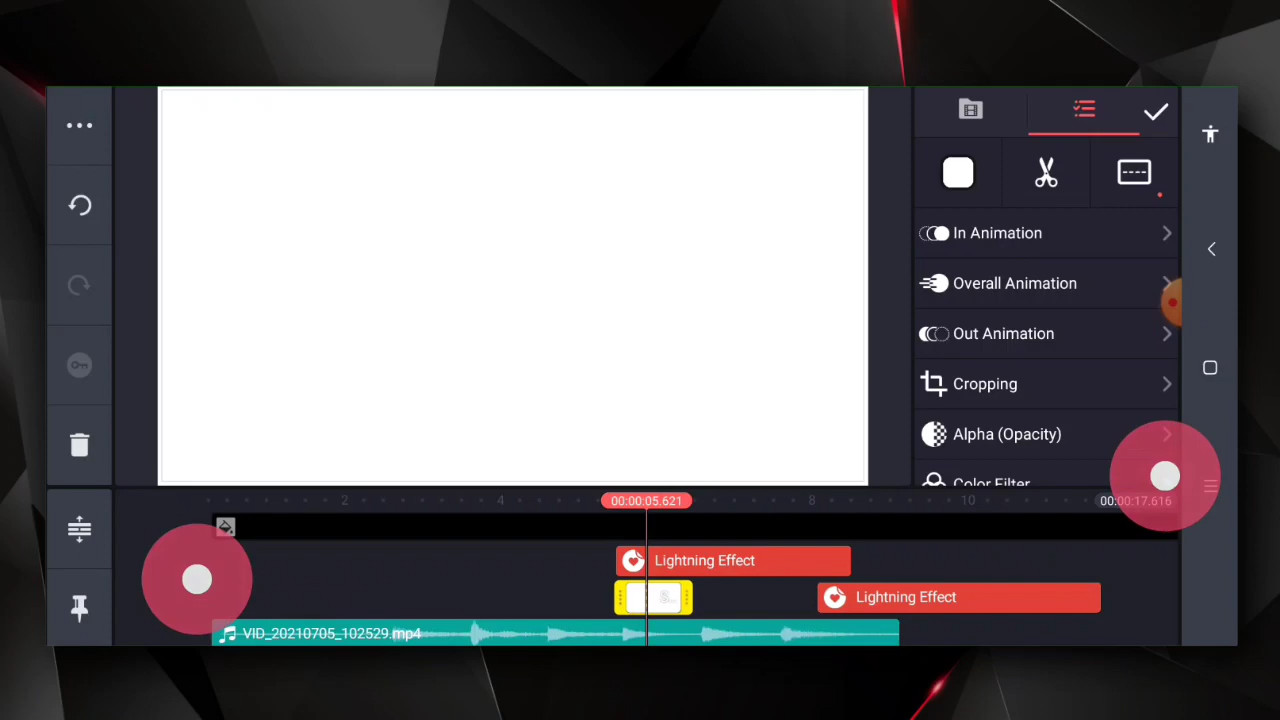 In Animation
Overall Animation
Out Animation
Cropping
Alpha (Opacity)
Color Filter
2
4
00:00:05.621
8
10
00:00:17.616
Lightning Effect
S...
Lightning Effect
VID_20210705_102529.mp4